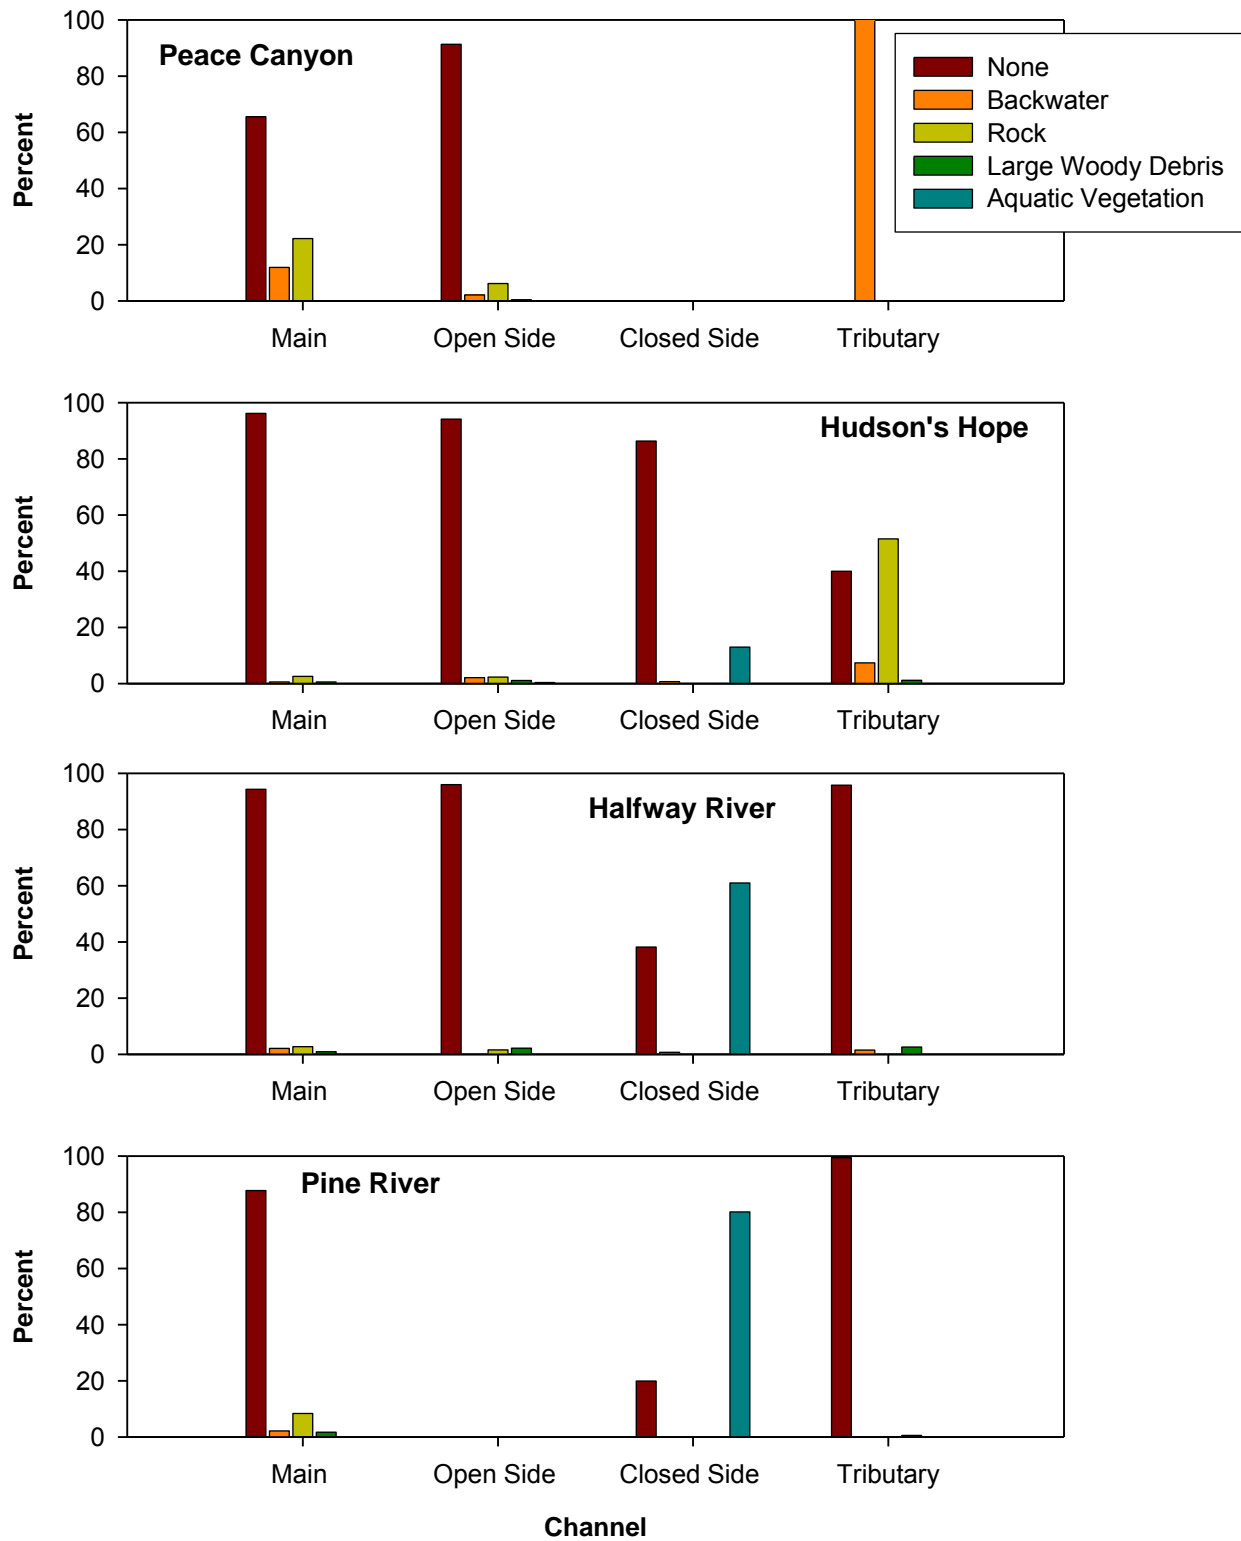 100
80
60
40
20
0
Percent
Peace Canyon
None
Backwater
Rock
Large Woody Debris
Aquatic Vegetation
Main Open Side Closed Side Tributary
100
80
60
40
20
0
Percent
Hudson's Hope
Main Open Side Closed Side Tributary
100
80
60
40
20
0
Percent
Halfway River
Main Open Side Closed Side Tributary
100
80
60
40
20
0
Percent
Pine River
Main Open Side Closed Side Tributary
Channel